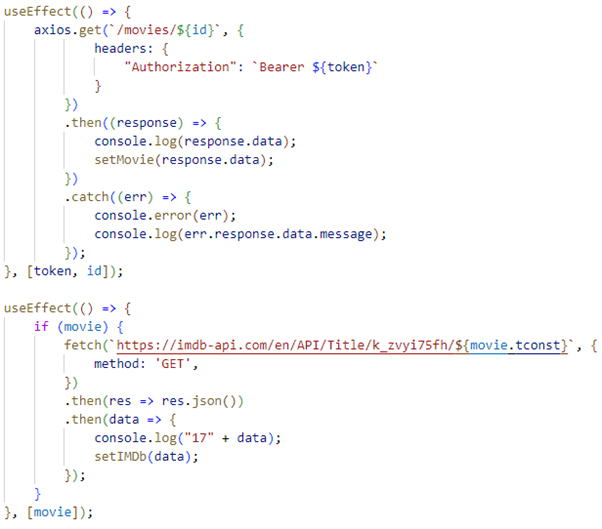 useEffect(() => {
    axios.get(`/movies/${id}`, {
            headers: {
                "Authorization": `Bearer ${token}`
            }
        })
        .then((response) => {
            console.log(response.data);
            setMovie(response.data);
        })
        .catch((err) => {
            console.error(err);
            console.log(err.response.data.message);
        });
}, [token, id]);

useEffect(() => {
    if (movie) {
        fetch(`https://imdb-api.com/en/API/Title/k_zvyi75fh/${movie.tconst}`, {
            method: 'GET',
        })
        .then(res => res.json())
        .then(data => {
            console.log("17" + data);
            setIMDb(data);
        });
    }
}, [movie]);